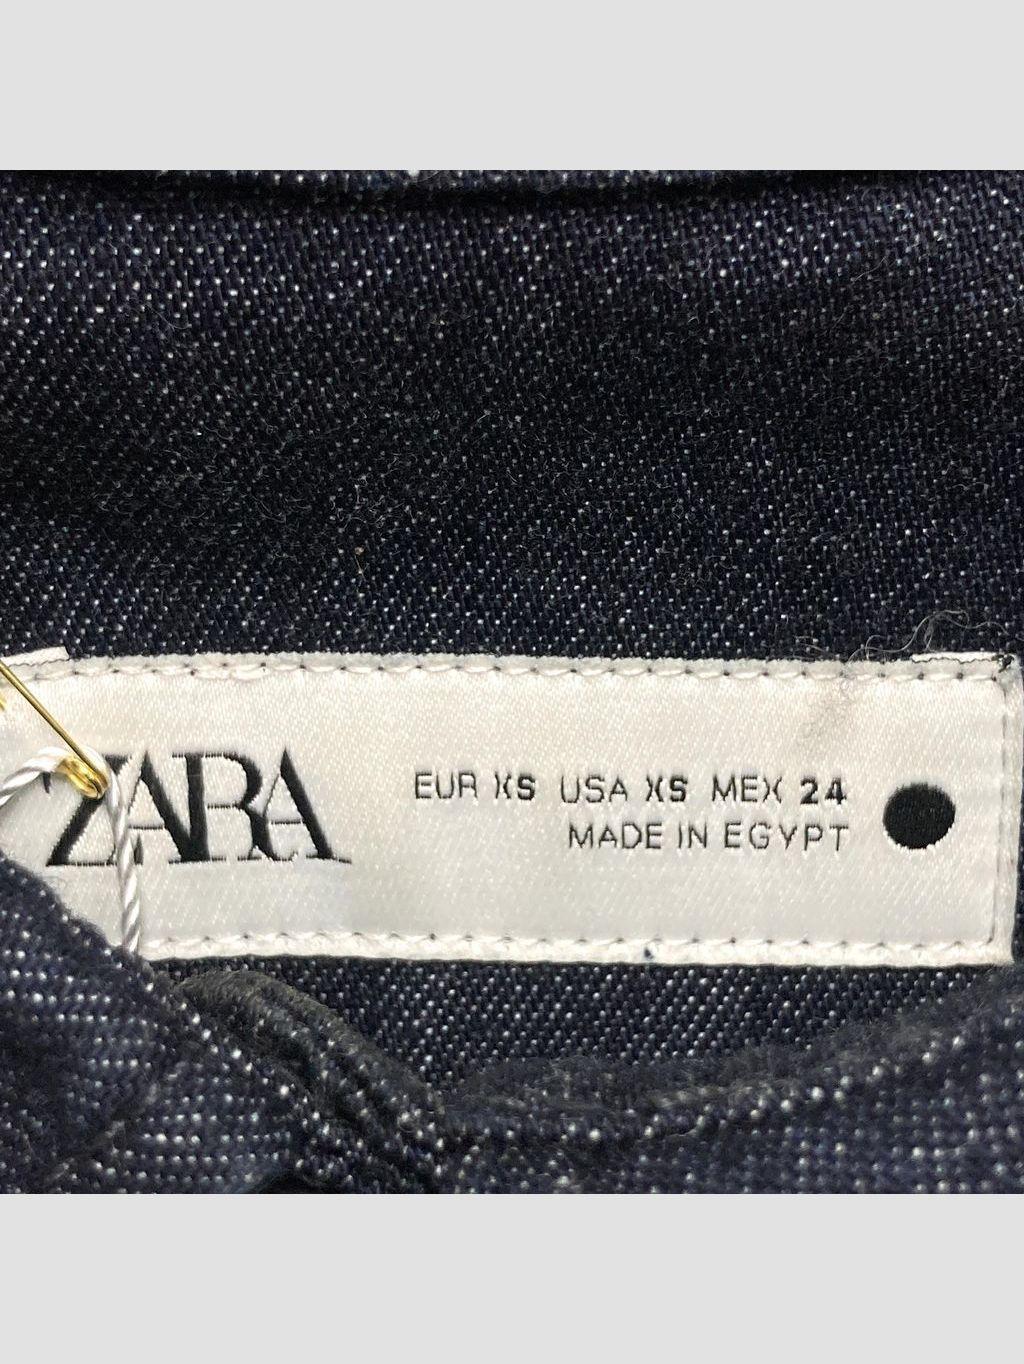 ZARA
EUR XS USA XS MEX 24
MADE IN EGYPT